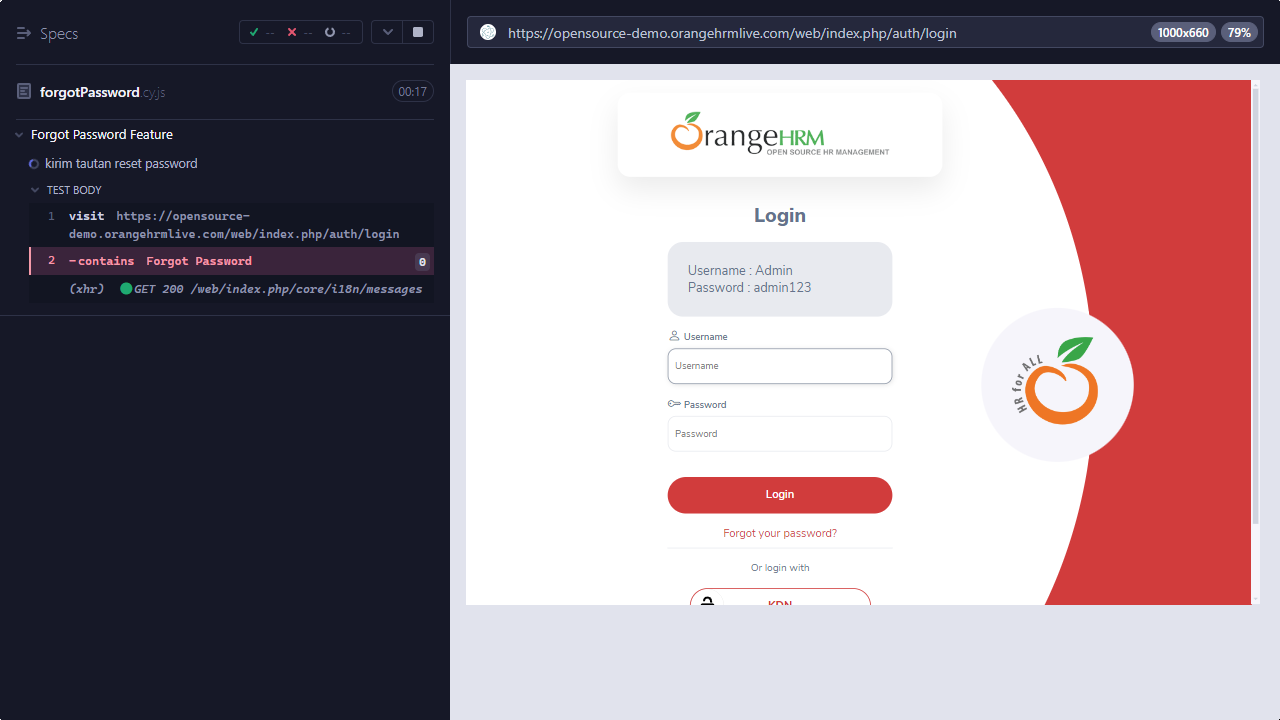 Specs
-- -- --
forgotPassword.cy.js
00:17
Forgot Password Feature
kirim tautan reset password
TEST BODY
1 visit https://opensource-
demo.orangehrmlive.com/web/index.php/auth/login
2 -contains Forgot Password 0
(xhr) GET 200 /web/index.php/core/i18n/messages
https://opensource-demo.orangehrmlive.com/web/index.php/auth/login
1000x660 79%
OrangeHRM
OPEN SOURCE HR MANAGEMENT
Login
Username : Admin
Password : admin123
Username
Username
Password
Password
Login
Forgot your password?
Or login with
KDN
HR for ALL